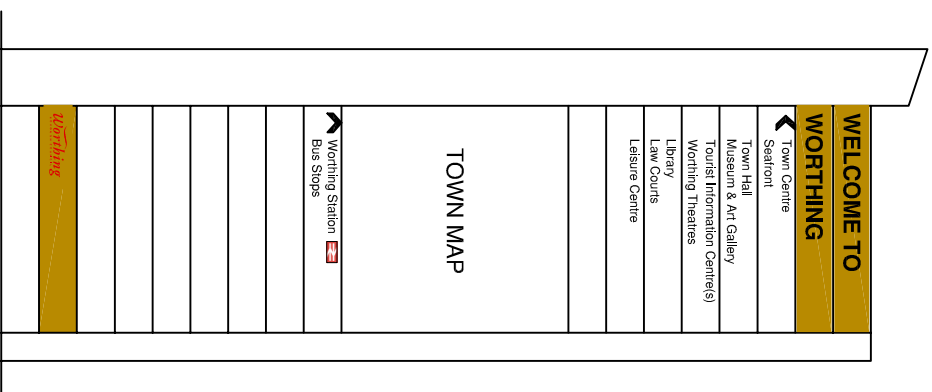 WELCOME TO
WORTHING
Town Centre
Seafront
Town Hall
Museum & Art Gallery
Tourist Information Centre(s)
Worthing Theatres
Library
Law Courts
Leisure Centre
TOWN MAP
Worthing Station
Bus Stops
Worthing